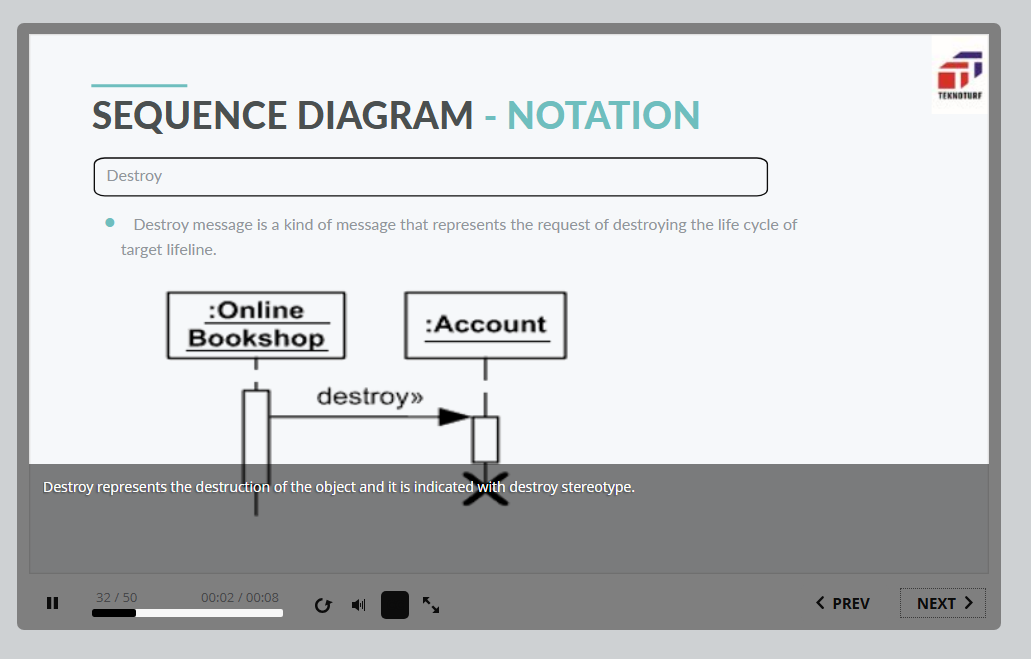 TEKNOTURF
SEQUENCE DIAGRAM - NOTATION
Destroy
Destroy message is a kind of message that represents the request of destroying the life cycle of
target lifeline.
:Online
Bookshop
:Account
destroy»
Destroy represents the destruction of the object and it is indicated with destroy stereotype.
32 / 50
00:02 / 00:08
PREV
NEXT